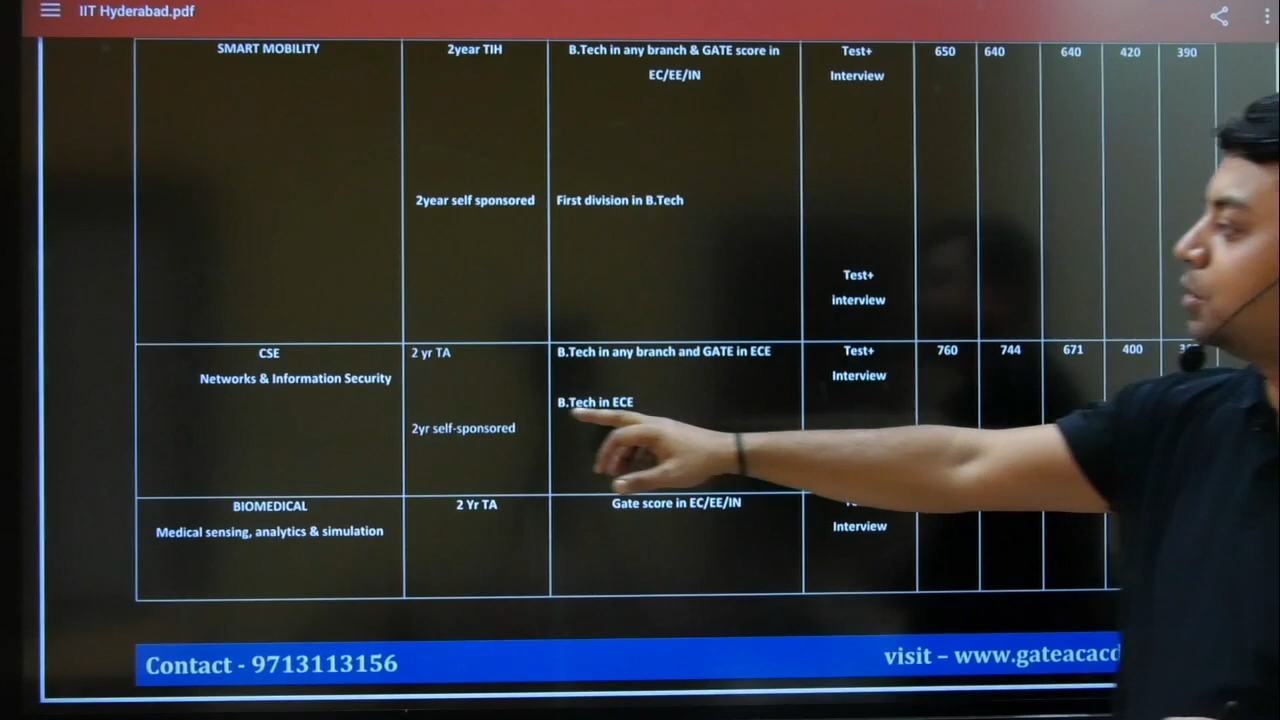 IIT Hyderabad.pdf
SMART MOBILITY
2year TIH
B.Tech in any branch & GATE score in
EC/EE/IN
Test+
Interview
650
640
640
420
390
2year self sponsored
First division in B.Tech
Test+
interview
CSE
Networks & Information Security
2 yr TA
2yr self-sponsored
B.Tech in any branch and GATE in ECE
B.Tech in ECE
Test+
Interview
760
744
671
400
BIOMEDICAL
Medical sensing, analytics & simulation
2 Yr TA
Gate score in EC/EE/IN
Interview
Contact - 9713113156
visit – www.gateacad